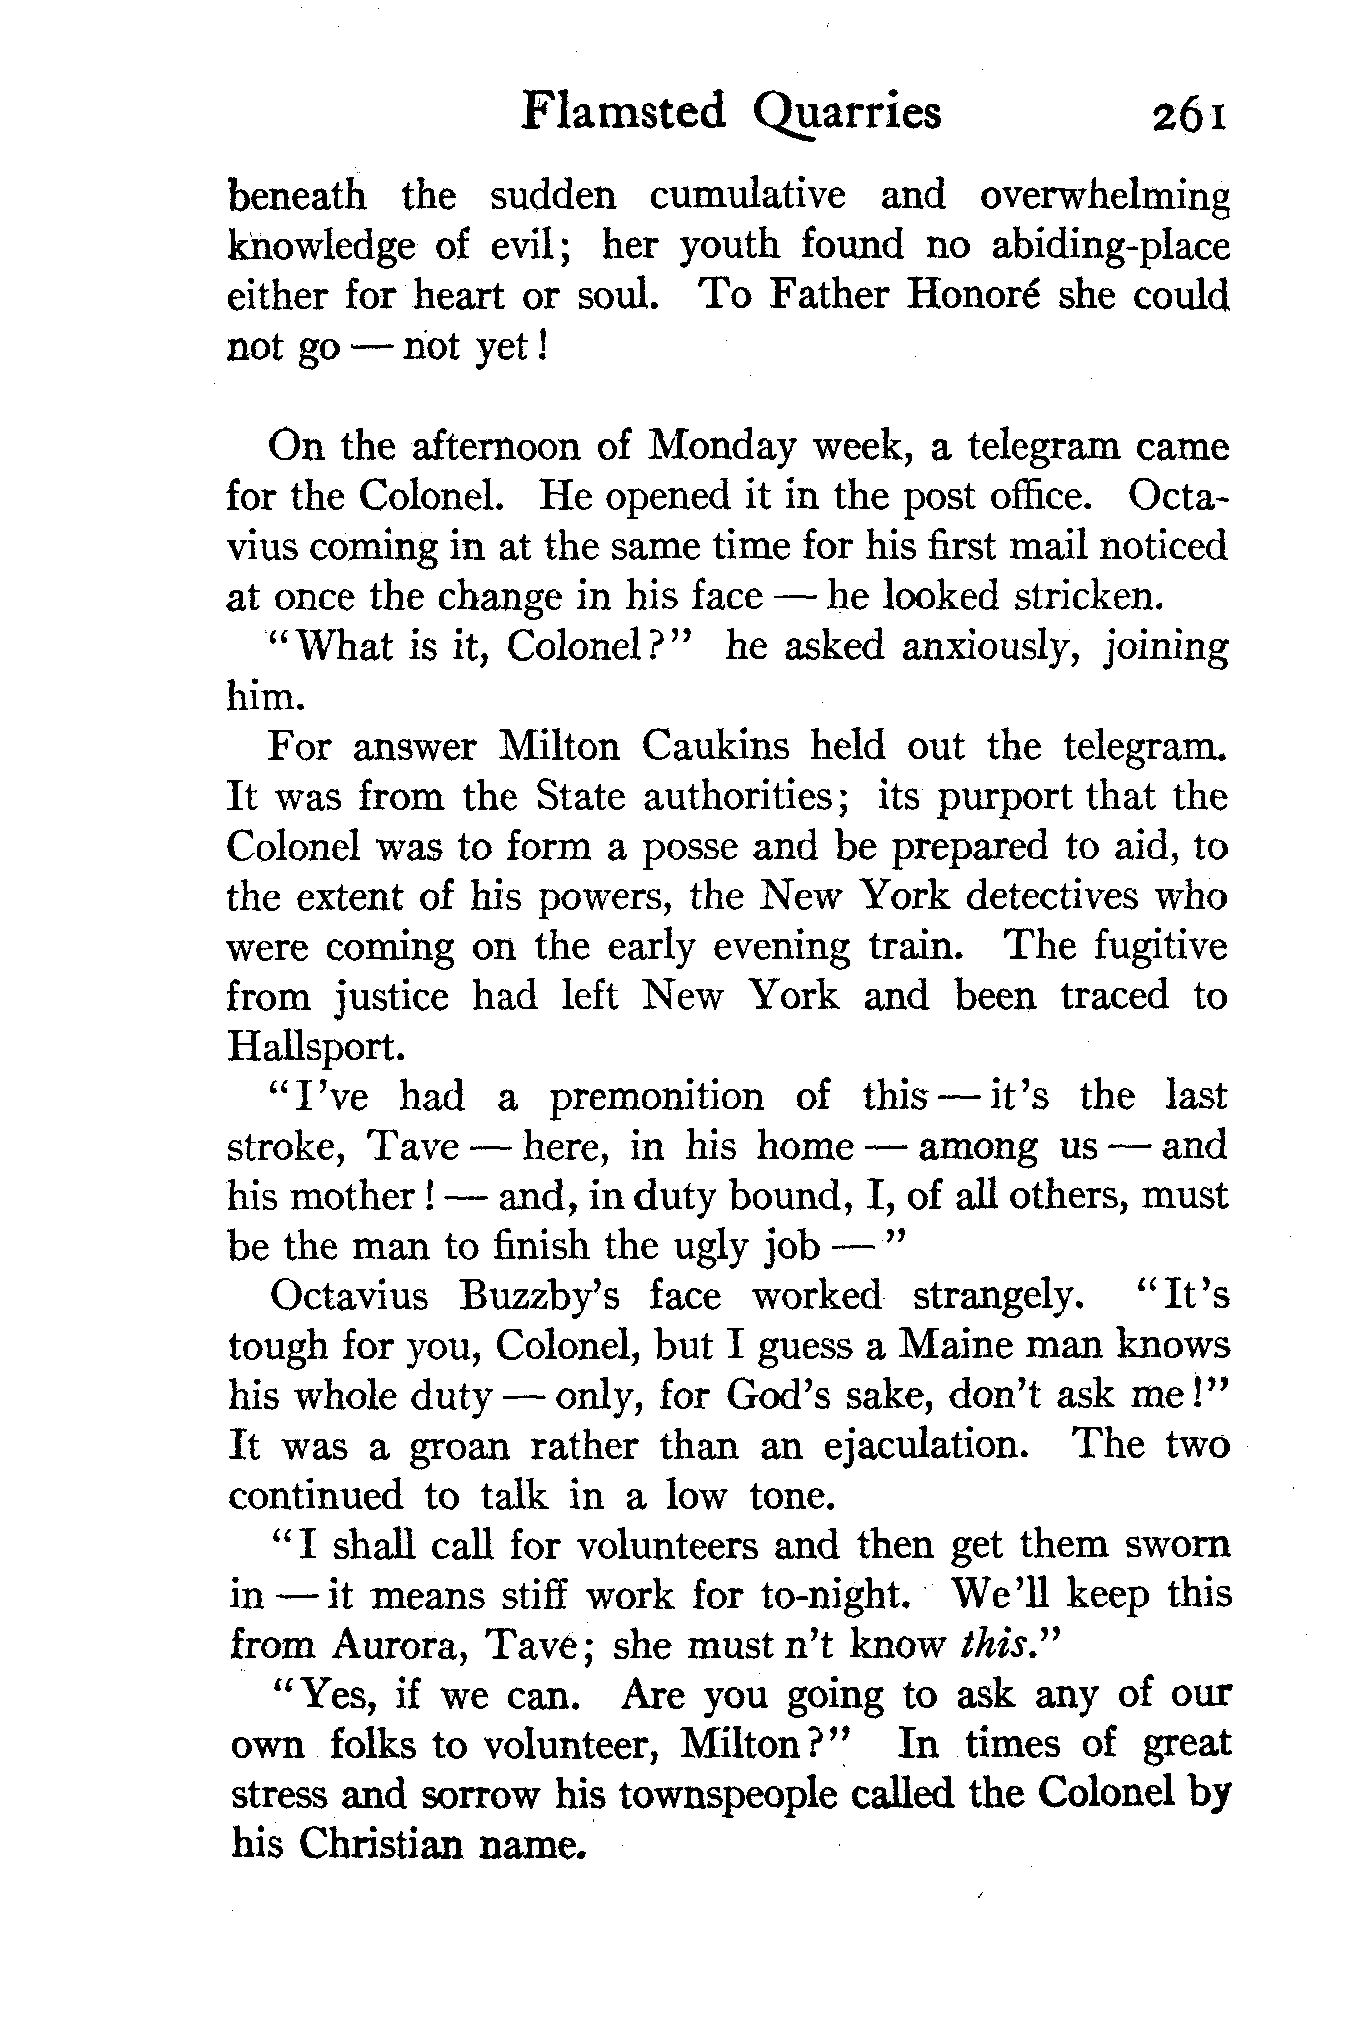 Flamsted Quarries 261
beneath the sudden cumulative and overwhelming
knowledge of evil; her youth found no abiding-place
either for heart or soul. To Father Honoré she could
not go — not yet!
On the afternoon of Monday week, a telegram came
for the Colonel. He opened it in the post office. Octa-
vius coming in at the same time for his first mail noticed
at once the change in his face — he looked stricken.
"What is it, Colonel?" he asked anxiously, joining
him.
For answer Milton Caukins held out the telegram.
It was from the State authorities; its purport that the
Colonel was to form a posse and be prepared to aid, to
the extent of his powers, the New York detectives who
were coming on the early evening train. The fugitive
from justice had left New York and been traced to
Hallsport.
"I've had a premonition of this — it's the last
stroke, Tave — here, in his home — among us — and
his mother! — and, in duty bound, I, of all others, must
be the man to finish the ugly job — "
Octavius Buzzby's face worked strangely. "It's
tough for you, Colonel, but I guess a Maine man knows
his whole duty — only, for God's sake, don't ask me!"
It was a groan rather than an ejaculation. The two
continued to talk in a low tone.
"I shall call for volunteers and then get them sworn
in — it means stiff work for to-night. We'll keep this
from Aurora, Tave; she must n't know this."
"Yes, if we can. Are you going to ask any of our
own folks to volunteer, Milton?" In times of great
stress and sorrow his townspeople called the Colonel by
his Christian name.